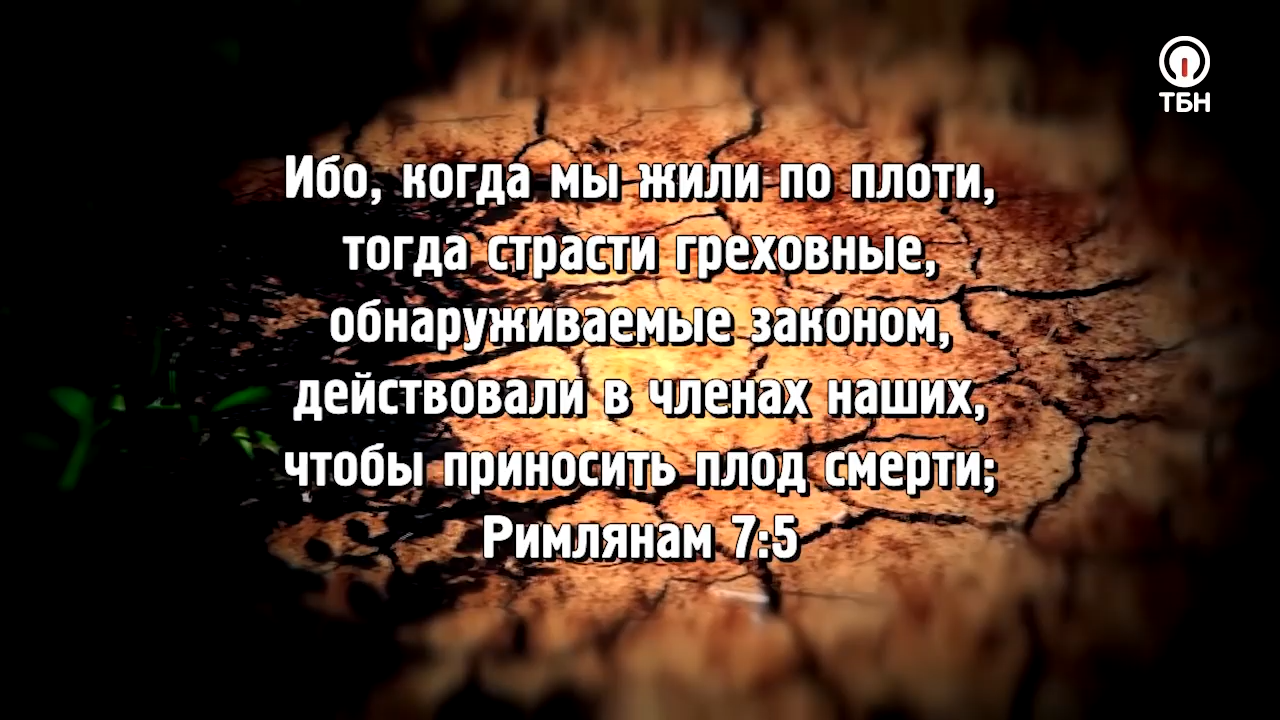 ТБН
Ибо, когда мы жили по плоти,
тогда страсти греховные,
обнаруживаемые законом,
действовали в членах наших,
чтобы приносить плод смерти;
Римлянам 7:5